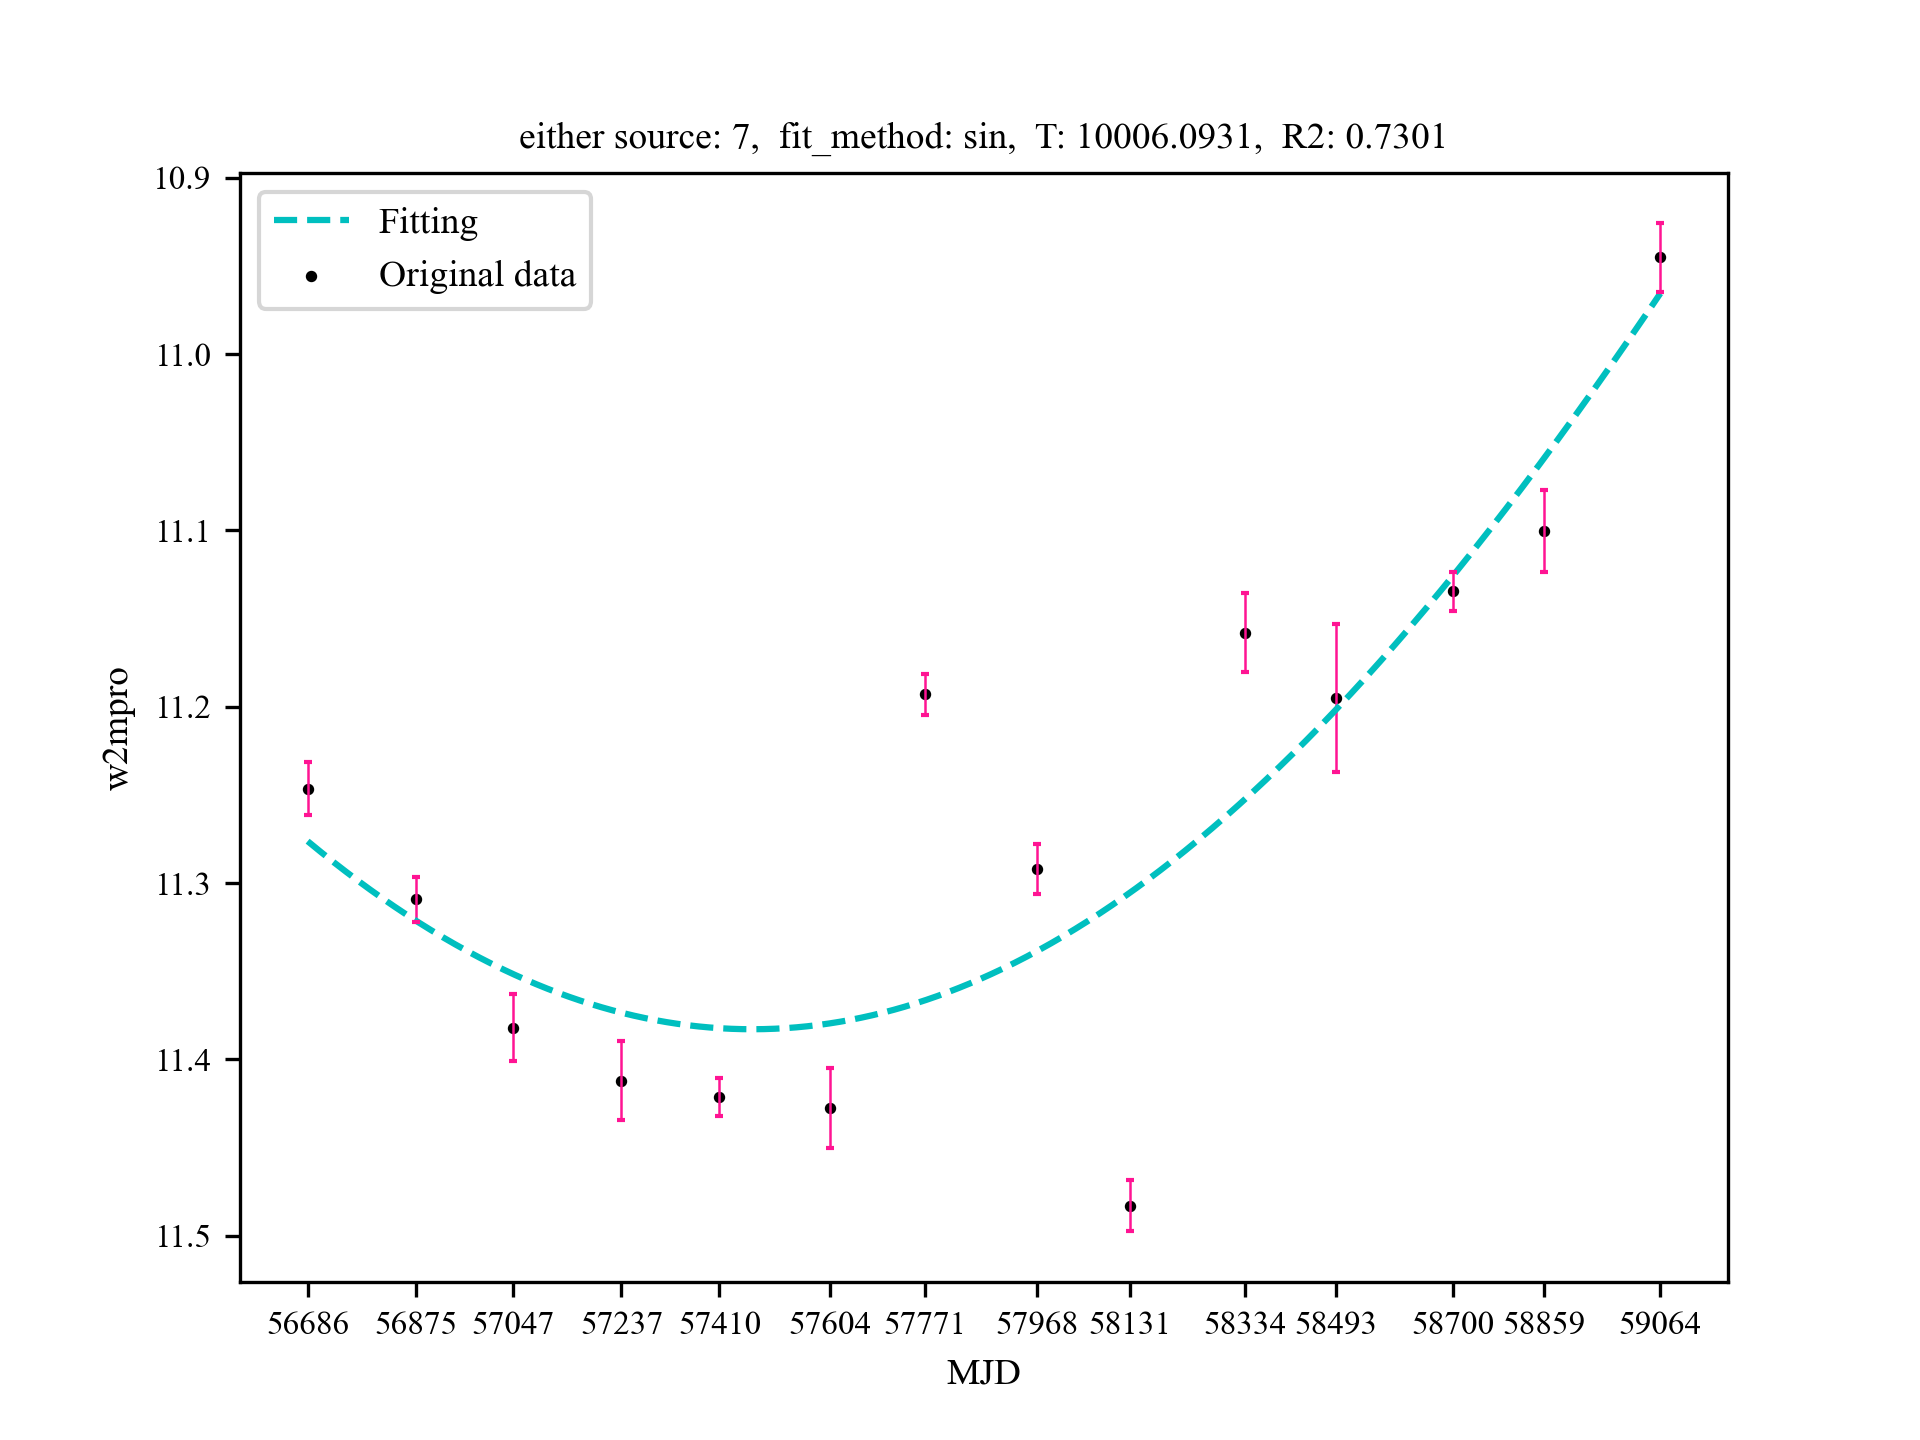 either source: 7,  fit_method: sin,  T: 10006.0931,  R2: 0.7301
Fitting
Original data
10.9
11.0
11.1
11.2
11.3
11.4
11.5
w2mpro
56686 56875 57047 57237 57410 57604 57771 57968 58131 58334 58493 58700 58859 59064
MJD